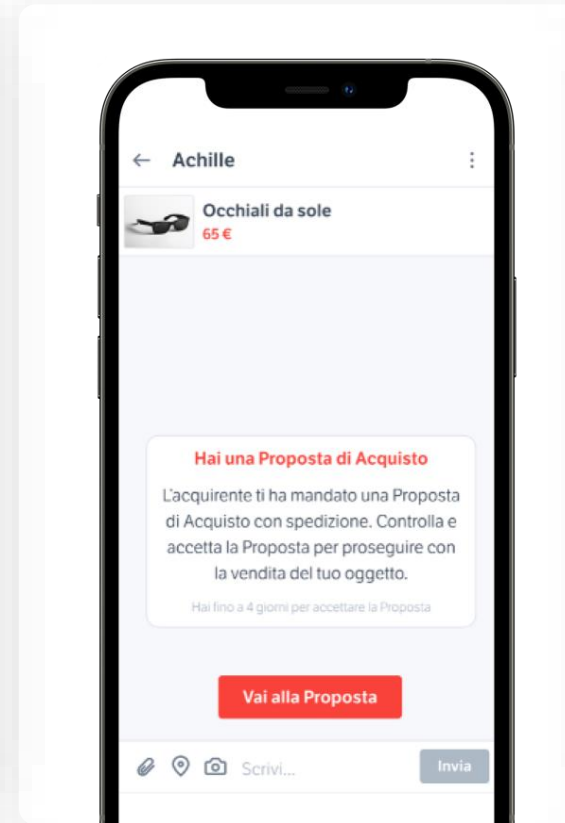 Achille
Occhiali da sole
65 €
Hai una Proposta di Acquisto
L'acquirente ti ha mandato una Proposta
di Acquisto con spedizione. Controlla e
accetta la Proposta per proseguire con
la vendita del tuo oggetto.
Hai fino a 4 giorni per accettare la Proposta
Vai alla Proposta
Scrivi...
Invia